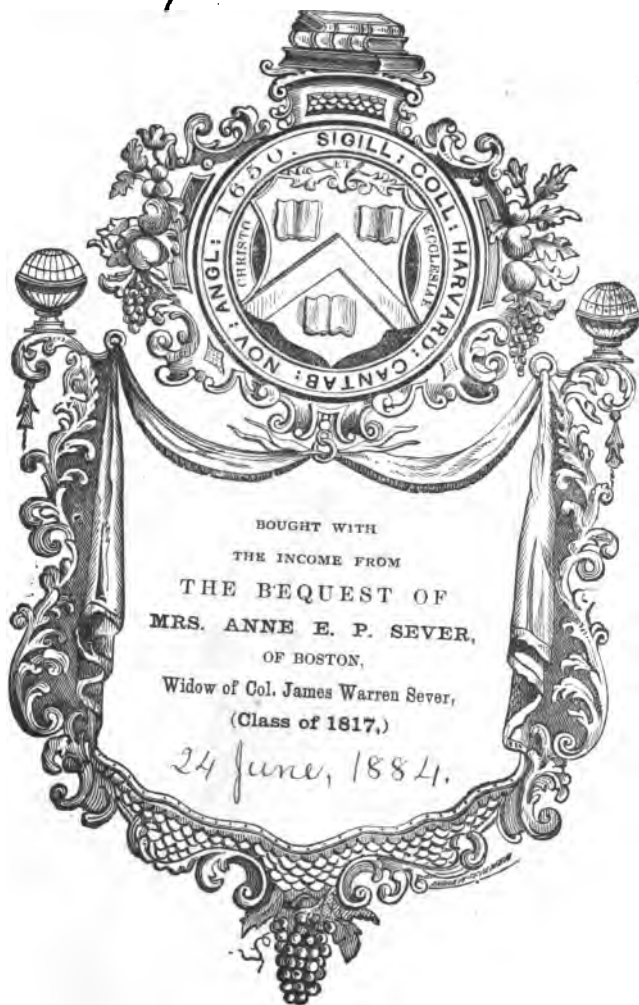 SIGILL: COLL: HARVARD: CANTAB: NOV: ANGL: 1650.
CHRISTO
ET
ECCLESIAE
BOUGHT WITH
THE INCOME FROM
THE BEQUEST OF
MRS. ANNE E. P. SEVER,
OF BOSTON,
Widow of Col. James Warren Sever,
(Class of 1817,)
24 June, 1884.